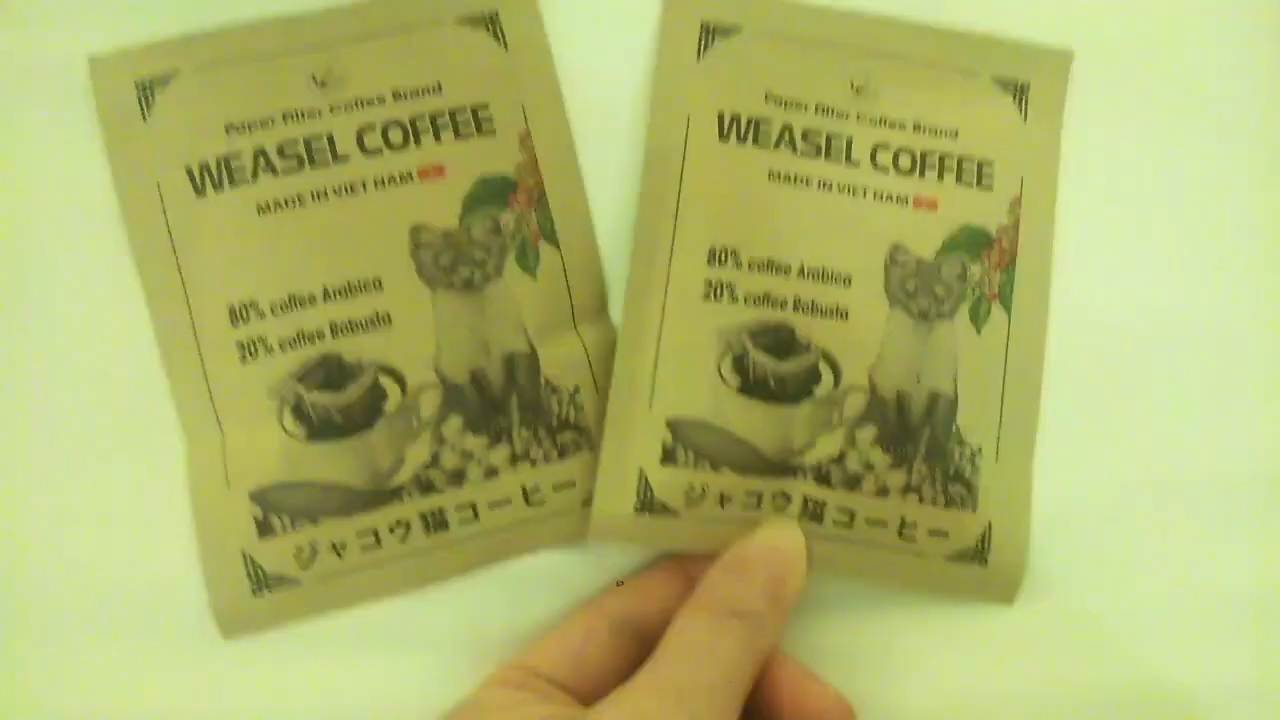 Paper Filter Coffee Brand
WEASEL COFFEE
MADE IN VIET NAM
80% coffee Arabica
20% coffee Robusta
ジャコウ猫コーヒー
Paper Filter Coffee Brand
WEASEL COFFEE
MADE IN VIET NAM
80% coffee Arabica
20% coffee Robusta
ジャコウ猫コーヒー